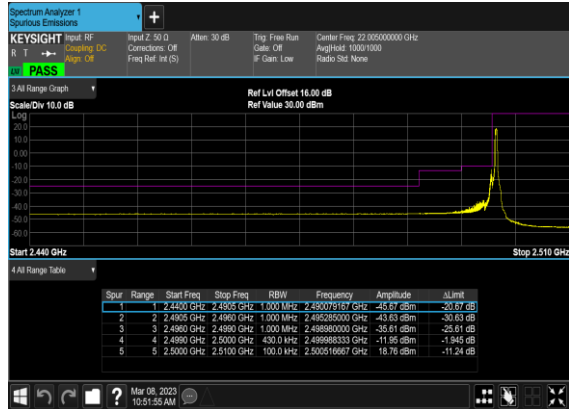 Spectrum Analyzer 1
Spurious Emissions
+
KEYSIGHT Input: RF
R T Coupling: DC
Align: Off
Input Z: 50 Ω
Corrections: Off
Freq Ref: Int (S)
Atten: 30 dB
Trig: Free Run
Gate: Off
IF Gain: Low
Center Freq: 22.005000000 GHz
Avg|Hold: 1000/1000
Radio Std: None
PASS
3 All Range Graph
Ref Lvl Offset 16.00 dB
Scale/Div 10.0 dB
Ref Value 30.00 dBm
Log
20.0
10.0
0.00
-10.0
-20.0
-30.0
-40.0
-50.0
-60.0
Start 2.440 GHz
Stop 2.510 GHz
4 All Range Table
Spur Range Start Freq Stop Freq RBW Frequency Amplitude ΔLimit
1 1 2.4400 GHz 2.4905 GHz 1.000 MHz 2.490079167 GHz -45.67 dBm -20.67 dB
2 2 2.4905 GHz 2.4960 GHz 1.000 MHz 2.495285000 GHz -43.63 dBm -30.63 dB
3 3 2.4960 GHz 2.4990 GHz 1.000 MHz 2.498980000 GHz -35.61 dBm -25.61 dB
4 4 2.4990 GHz 2.5000 GHz 430.0 kHz 2.499988333 GHz -11.95 dBm -1.945 dB
5 5 2.5000 GHz 2.5100 GHz 100.0 kHz 2.500516667 GHz 18.76 dBm -11.24 dB
?
Mar 08, 2023
10:51:55 AM